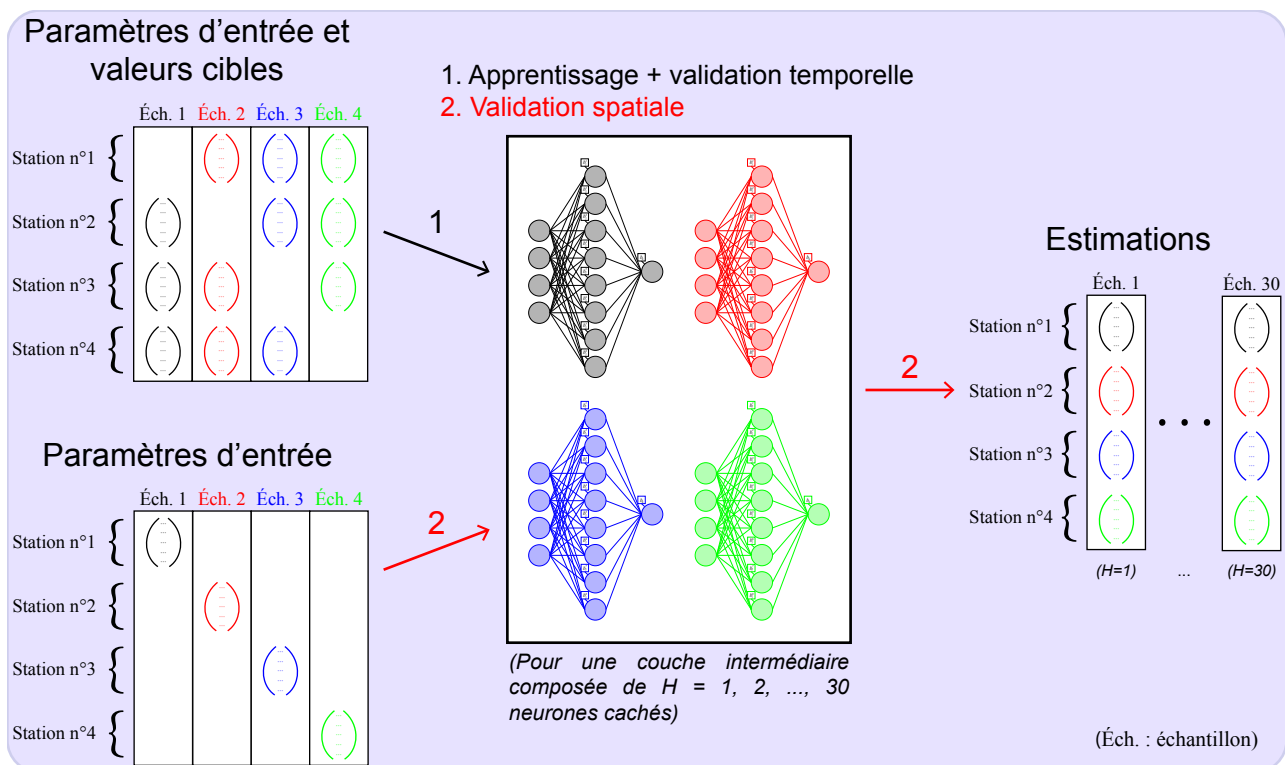 Paramètres d'entrée et
valeurs cibles
1. Apprentissage + validation temporelle
2. Validation spatiale
Éch. 1 Éch. 2 Éch. 3 Éch. 4
Station n°1
Station n°2
Station n°3
Station n°4
1
Paramètres d'entrée
Éch. 1 Éch. 2 Éch. 3 Éch. 4
Station n°1
Station n°2
Station n°3
Station n°4
2
(Pour une couche intermédiaire
composée de H = 1, 2, ..., 30
neurones cachés)
2
Estimations
Éch. 1 Éch. 30
Station n°1
Station n°2
. . .
Station n°3
Station n°4
(H=1) ... (H=30)
(Éch. : échantillon)